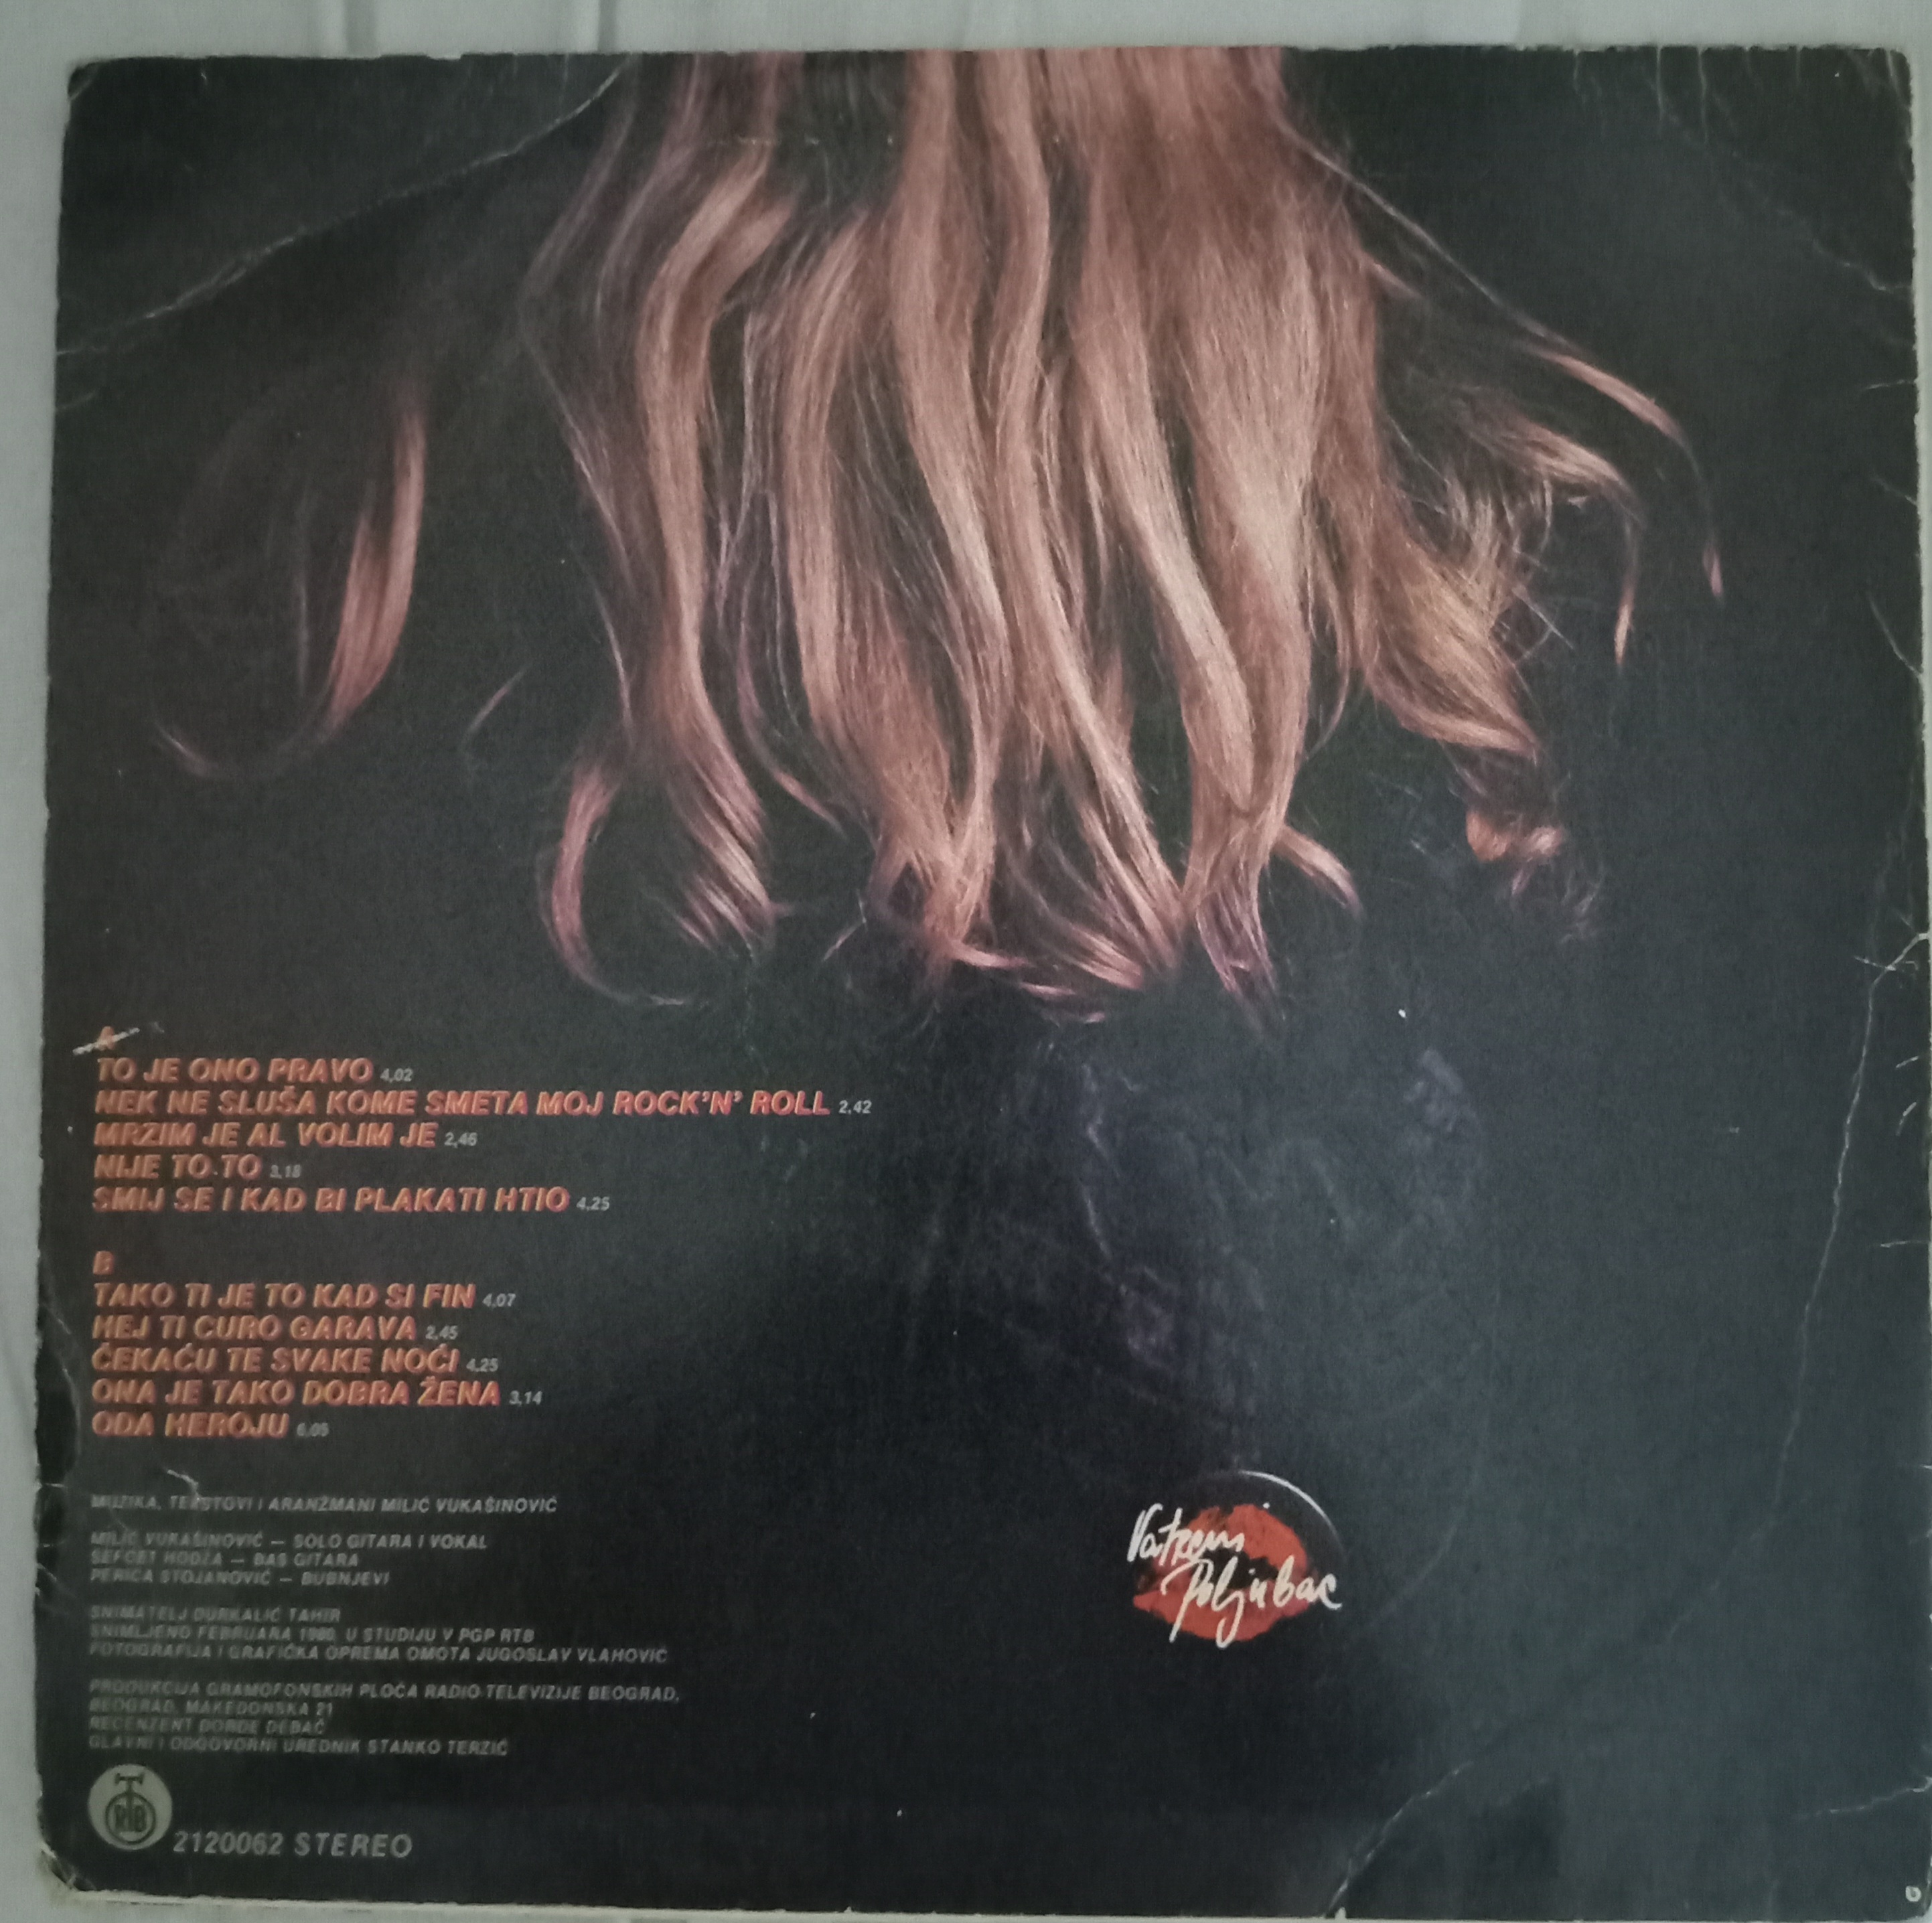 A
TO JE ONO PRAVO 4,02
NEK NE SLUŠA KOME SMETA MOJ ROCK'N' ROLL 2,42
MRZIM JE AL VOLIM JE 2,46
NIJE TO.TO 3,18
SMIJ SE I KAD BI PLAKATI HTIO 4,25
B
TAKO TI JE TO KAD SI FIN 4,07
HEJ TI CURO GARAVA 2,45
ČEKAĆU TE SVAKE NOĆI 4,25
ONA JE TAKO DOBRA ŽENA 3,14
ODA HEROJU 6,05
MUZIKA, TEKSTOVI I ARANŽMANI MILIĆ VUKAŠINOVIĆ
MILIĆ VUKAŠINOVIĆ — SOLO GITARA I VOKAL
ŠEFĆET HODŽA — BAS GITARA
PERICA STOJANOVIĆ — BUBNJEVI
SNIMATELJ DURKALIĆ TAHIR
SNIMLJENO FEBRUARA 1980. U STUDIJU V PGP RTB
FOTOGRAFIJA I GRAFIČKA OPREMA OMOTA JUGOSLAV VLAHOVIĆ
PRODUKCIJA GRAMOFONSKIH PLOČA RADIO-TELEVIZIJE BEOGRAD,
BEOGRAD, MAKEDONSKA 21
RECENZENT ĐORĐE DEBAČ
GLAVNI I ODGOVORNI UREDNIK STANKO TERZIĆ
RTB
2120062 STEREO
Vatreni
Poljubac